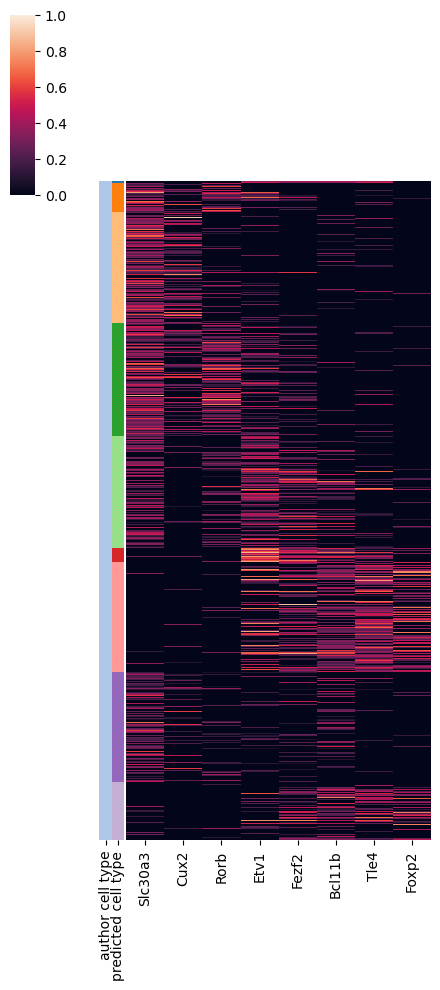 1.0
0.8
0.6
0.4
0.2
0.0
author cell type
predicted cell type
Slc30a3
Cux2
Rorb
Etv1
Fezf2
Bcl11b
Tle4
Foxp2